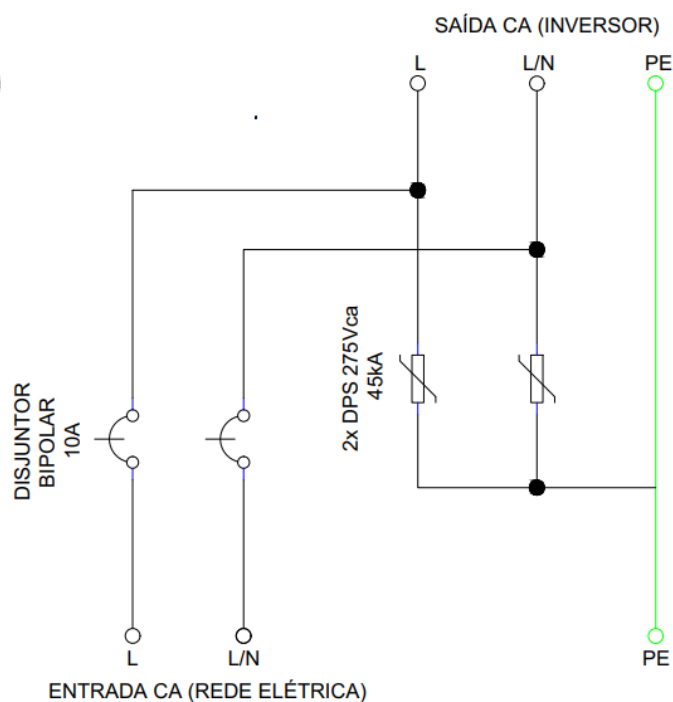 SAÍDA CA (INVERSOR)
L
L/N
PE
2x DPS 275Vca
45kA
DISJUNTOR
BIPOLAR
10A
L
L/N
PE
ENTRADA CA (REDE ELÉTRICA)